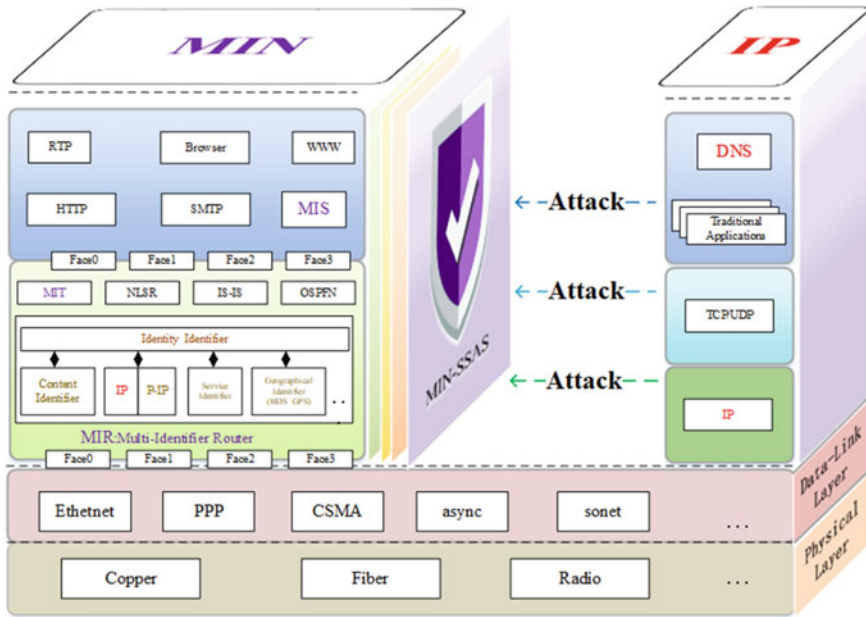 MIN
IP
RTP
Browser
WWW
HTTP
SMTP
MIS
Face0
Face1
Face2
Face3
MIT
NLSR
IS-IS
OSPFN
Identity Identifier
Content
Identifier
IP
P-IP
Service
Identifier
Geographical
Identifier
. .
MIR:Multi-Identifier Router
Face0
Face1
Face2
Face3
MIN-SSAS
Attack
Attack
Attack
DNS
Traditional
Applications
TCPUDP
IP
Ethetnet
PPP
CSMA
async
sonet
...
Data-Link
Layer
Copper
Fiber
Radio
...
Physical
Layer